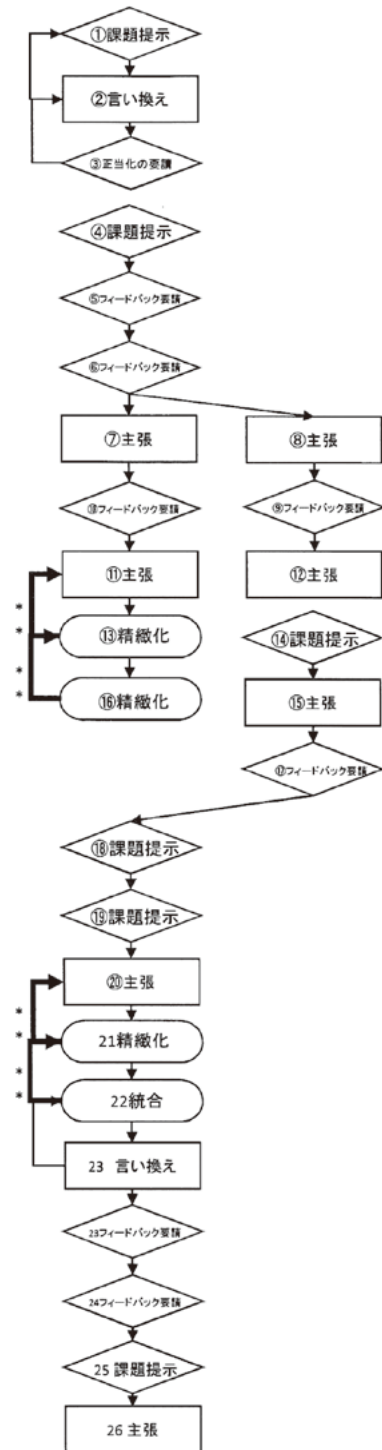 ①課題提示
②言い換え
③正当化の要請
④課題提示
⑤フィードバック要請
⑥フィードバック要請
⑦主張
⑧主張
⑩フィードバック要請
⑨フィードバック要請
⑪主張
⑫主張
＊
＊
⑬精緻化
⑭課題提示
＊
＊
⑯精緻化
⑮主張
⑰フィードバック要請
⑱課題提示
⑲課題提示
⑳主張
＊
＊
21精緻化
＊
＊
22統合
23 言い換え
23フィードバック要請
24フィードバック要請
25 課題提示
26 主張